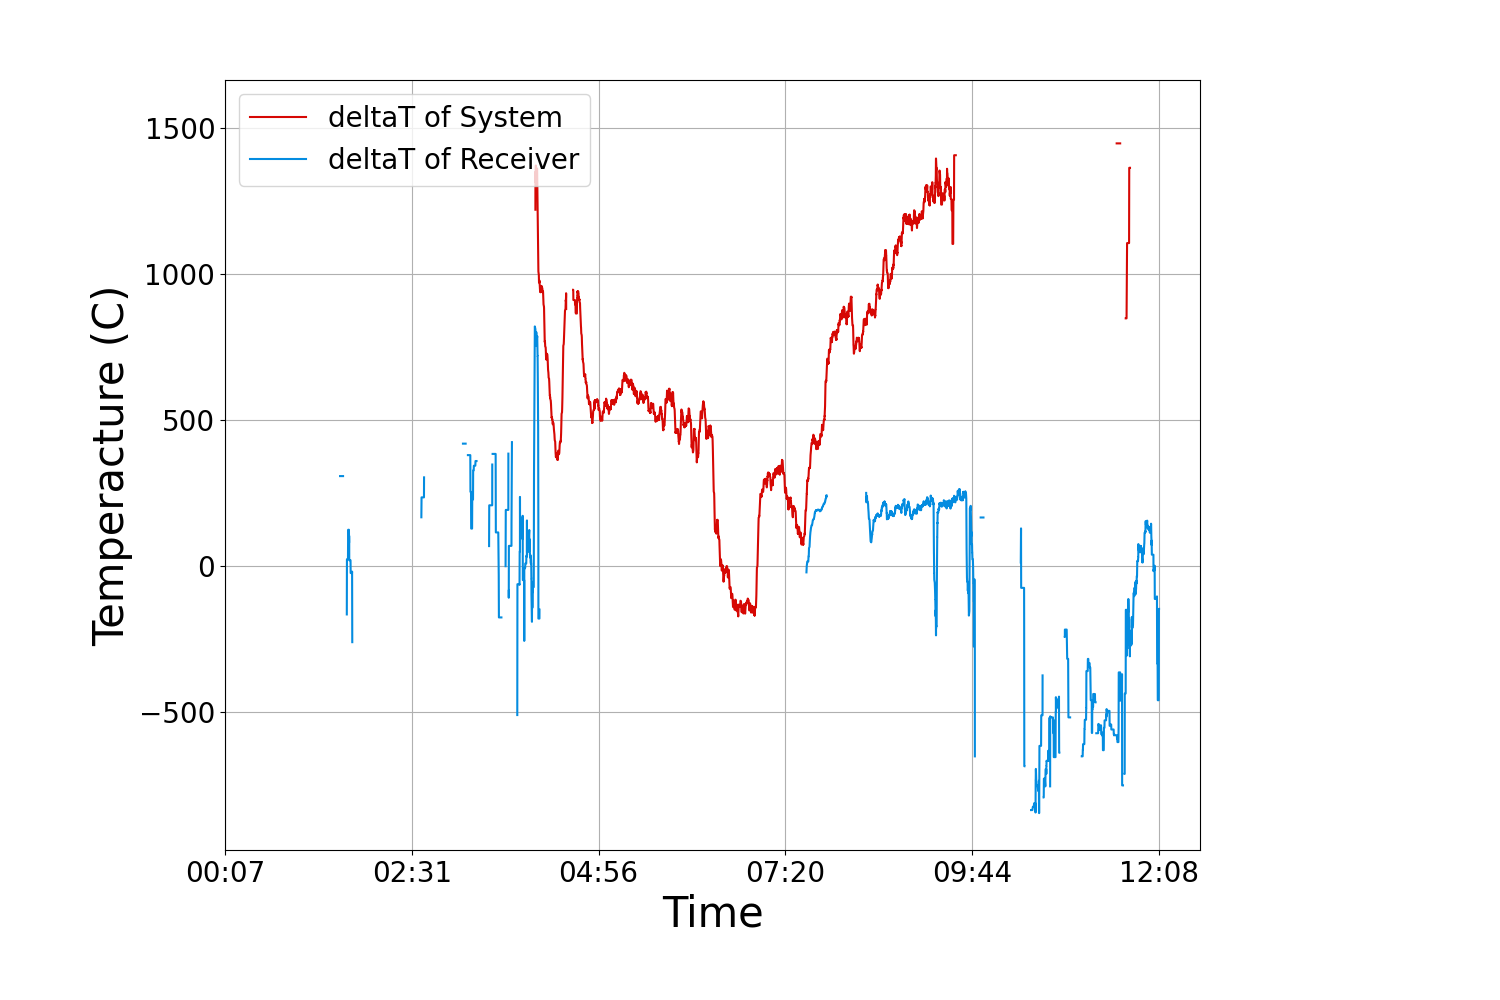 deltaT of System
deltaT of Receiver
1500
1000
500
0
−500
Temperacture (C)
00:07 02:31 04:56 07:20 09:44 12:08
Time